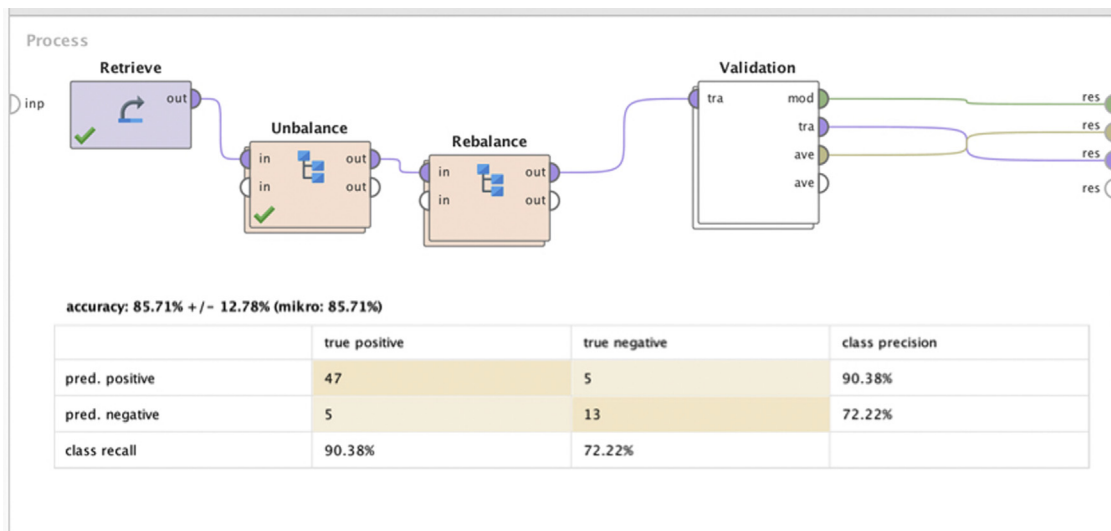 Process
Retrieve
inp
out
Unbalance
in
out
in
out
Rebalance
in
out
in
out
Validation
tra
mod
tra
ave
ave
res
res
res
res
accuracy: 85.71% +/- 12.78% (mikro: 85.71%)
true positive true negative class precision
pred. positive 47 5 90.38%
pred. negative 5 13 72.22%
class recall 90.38% 72.22%